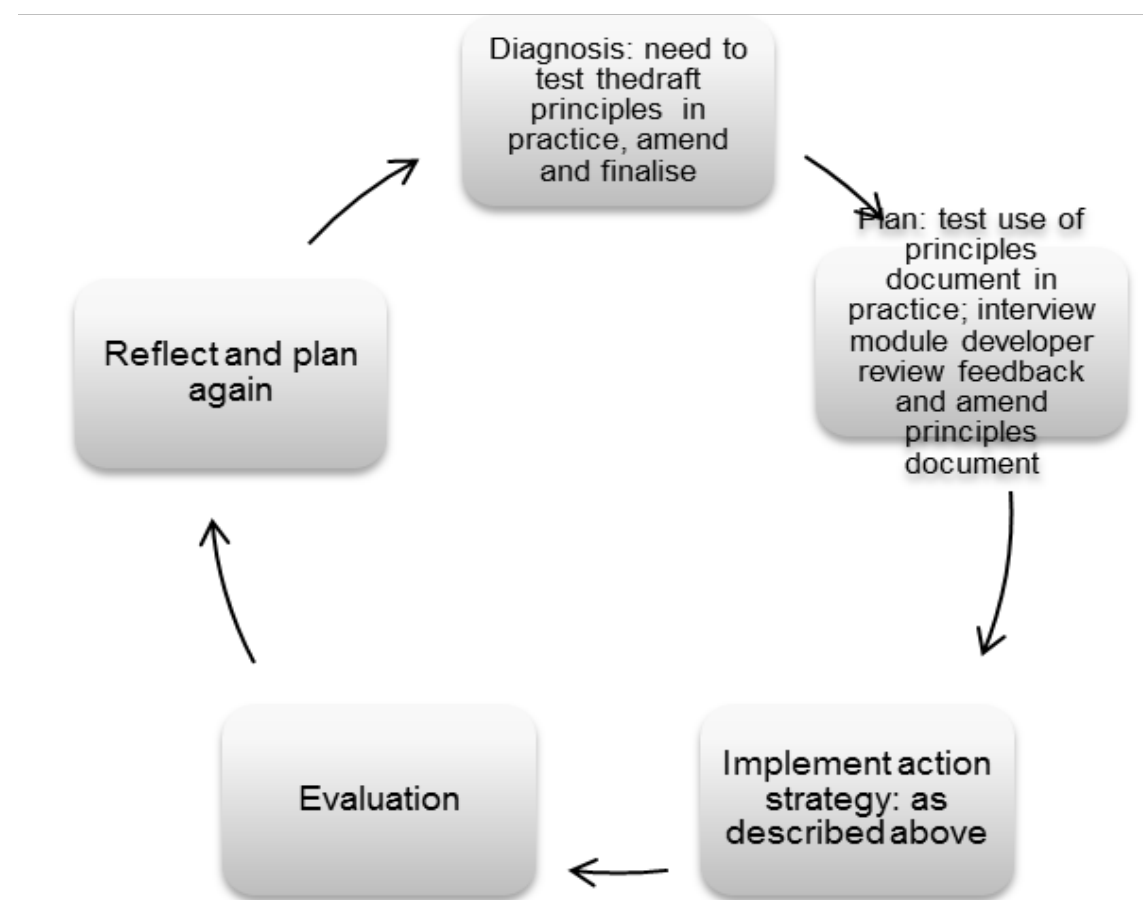 Diagnosis: need to
test thedraft
principles in
practice, amend
and finalise
Plan: test use of
principles
document in
practice; interview
module developer
review feedback
and amend
principles
document
Implement action
strategy: as
described above
Evaluation
Reflect and plan
again